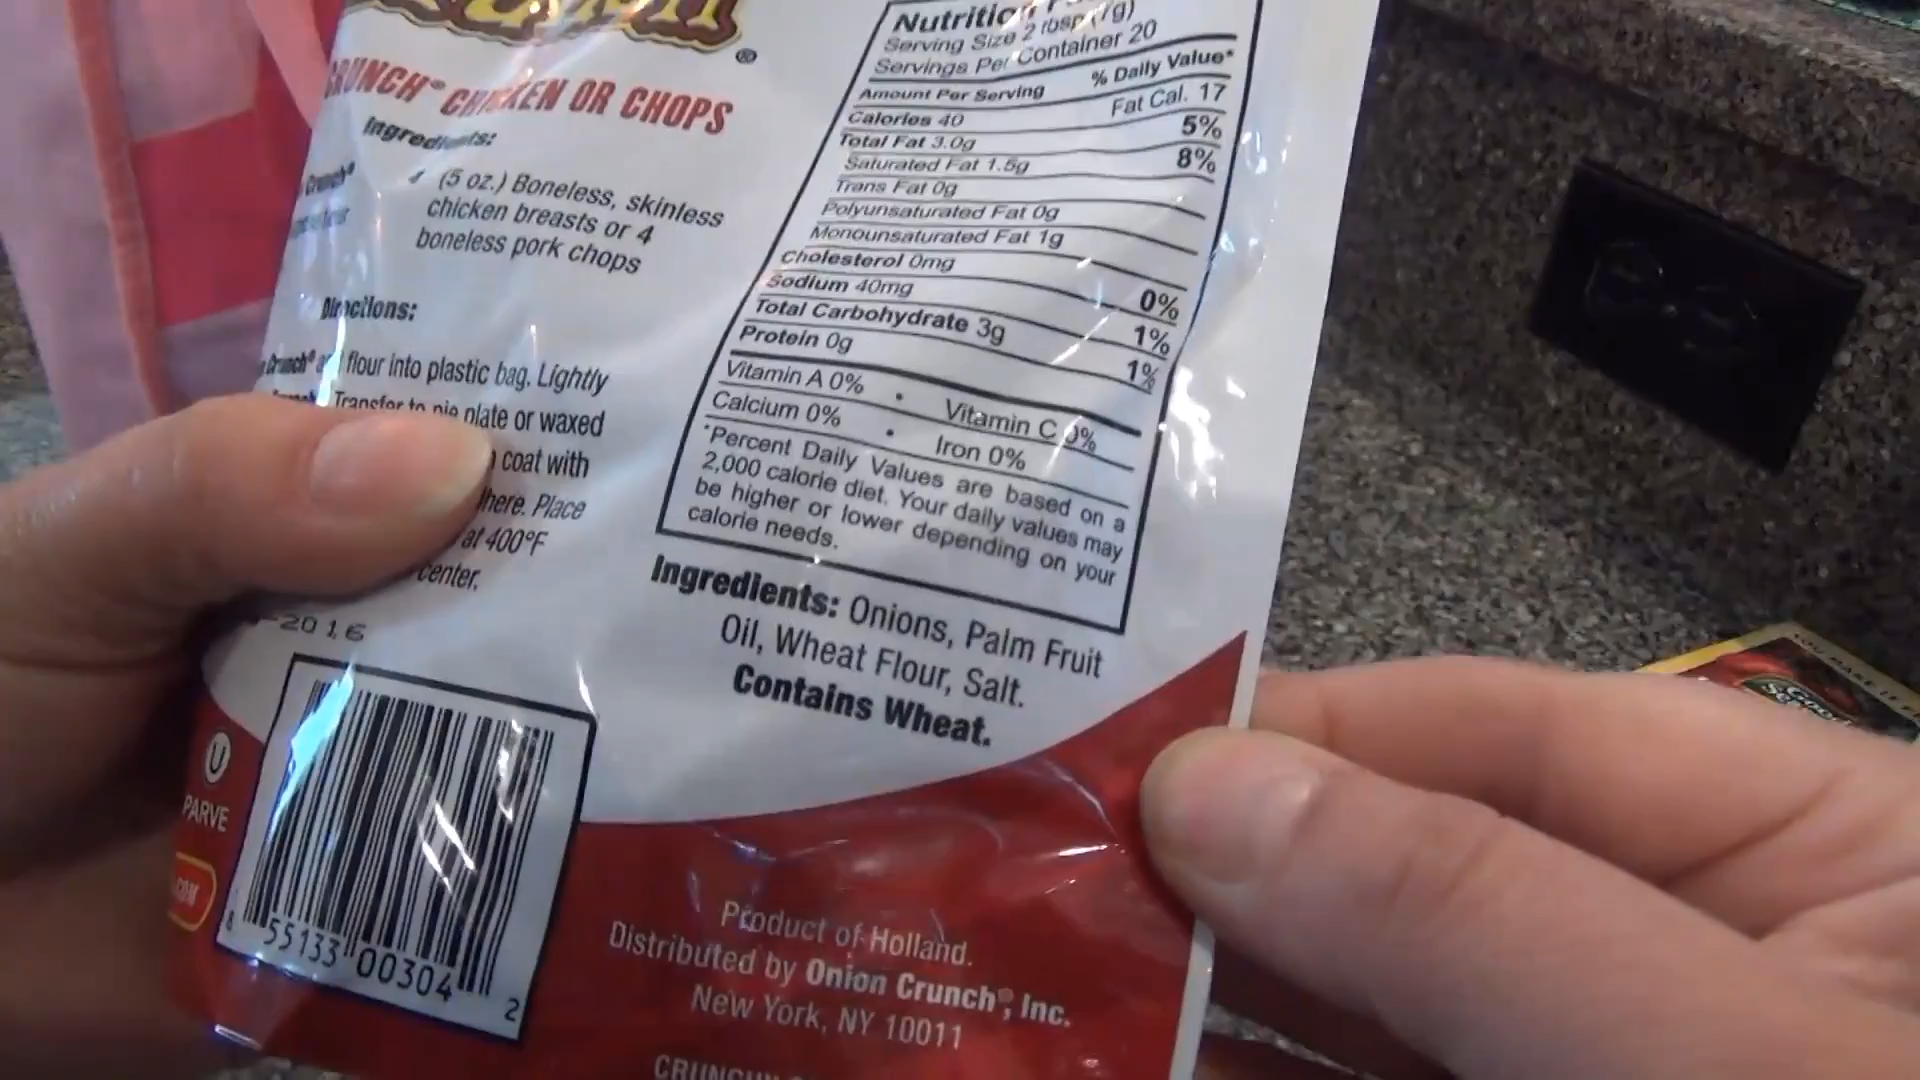 CRUNCH® CHICKEN OR CHOPS
Ingredients:
Crunch®
4 (5 oz.) Boneless, skinless
chicken breasts or 4
boneless pork chops
Directions:
Crunch® and flour into plastic bag. Lightly
Transfer to pie plate or waxed
coat with
here. Place
at 400°F
center.
-2016
U
PARVE
.COM
8 55133 00304 2
Nutrition
Serving Size 2 tbsp (7g)
Servings Per Container 20
% Daily Value*
Amount Per Serving
Calories 40 Fat Cal. 17
Total Fat 3.0g 5%
Saturated Fat 1.5g 8%
Trans Fat 0g
Polyunsaturated Fat 0g
Monounsaturated Fat 1g
Cholesterol 0mg 0%
Sodium 40mg 1%
Total Carbohydrate 3g 1%
Protein 0g
Vitamin A 0% • Vitamin C 0%
Calcium 0% • Iron 0%
*Percent Daily Values are based on a
2,000 calorie diet. Your daily values may
be higher or lower depending on your
calorie needs.
Ingredients: Onions, Palm Fruit
Oil, Wheat Flour, Salt.
Contains Wheat.
Product of Holland.
Distributed by Onion Crunch®, Inc.
New York, NY 10011